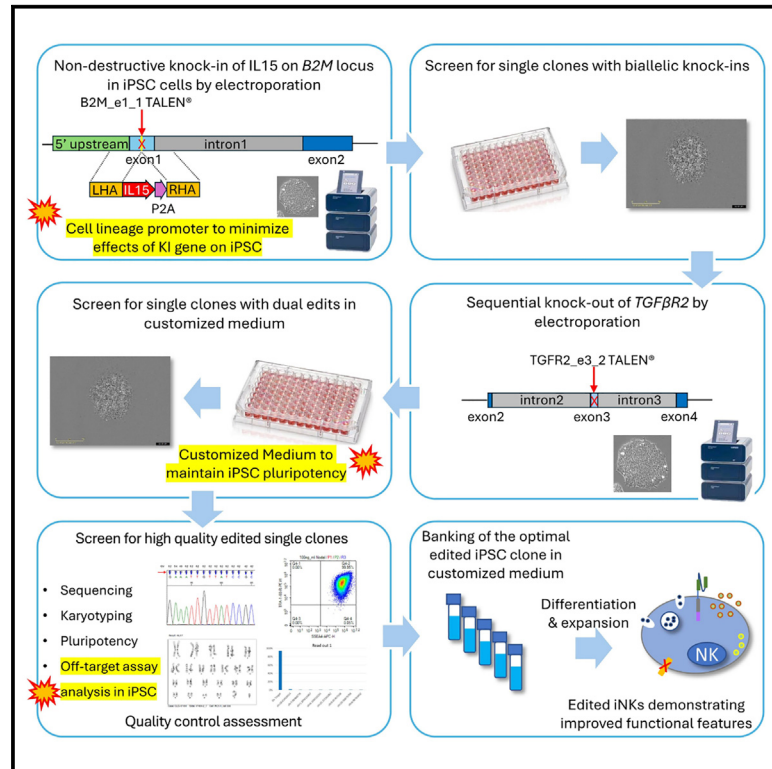 Non-destructive knock-in of IL15 on B2M locus
in iPSC cells by electroporation
B2M_e1_1 TALEN®
5' upstream
X
intron1
exon1
exon2
LHA
IL15
RHA
P2A
Cell lineage promoter to minimize
effects of KI gene on iPSC
Screen for single clones with biallelic knock-ins
Screen for single clones with dual edits in
customized medium
Customized Medium to
maintain iPSC pluripotency
Sequential knock-out of TGFβR2 by
electroporation
TGFR2_e3_2 TALEN®
intron2
X
intron3
exon2
exon3
exon4
Screen for high quality edited single clones
• Sequencing
• Karyotyping
• Pluripotency
• Off-target assay
analysis in iPSC
Quality control assessment
Banking of the optimal
edited iPSC clone in
customized medium
Differentiation
& expansion
NK
Edited iNKs demonstrating
improved functional features